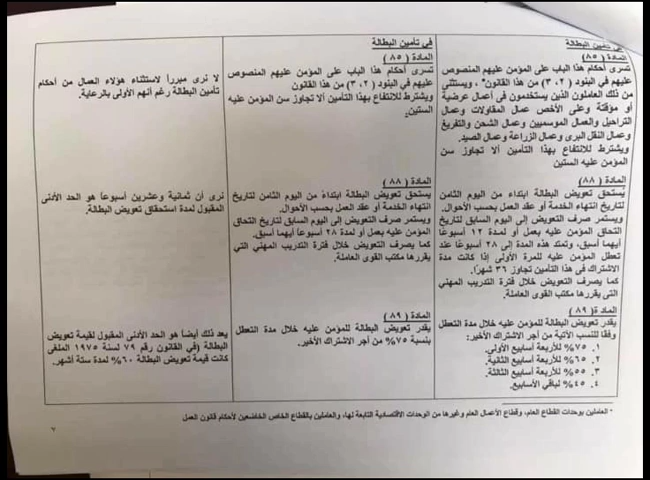 في تأمين البطالة
المادة ( ٨٥ )
تسرى أحكام هذا الباب على المؤمن عليهم المنصوص
عليهم في البنود ( ٣،٢ ) من هذا القانون* ، ويستثنى
من ذلك العاملون الذين يستخدمون فى أعمال عرضية
أو مؤقتة وعلى الأخص عمال المقاولات وعمال
التراحيل والعمال الموسميين وعمال الشحن والتفريغ
وعمال النقل البرى وعمال الزراعة وعمال الصيد.
ويشترط للانتفاع بهذا التأمين ألا تجاوز سن
المؤمن عليه الستين
المادة ( ٨٨ )
يستحق تعويض البطالة ابتداء من اليوم الثامن
لتاريخ انتهاء الخدمة أو عقد العمل بحسب الأحوال.
ويستمر صرف التعويض إلى اليوم السابق لتاريخ
التحاق المؤمن عليه بعمل أو لمدة ١٢ أسبوعًا
أيهما أسبق، وتمتد هذه المدة إلى ٢٨ أسبوعًا عند
تعطل المؤمن عليه للمرة الأولى إذا كانت مدة
الاشتراك فى هذا التأمين تجاوز ٣٦ شهرًا.
كما يصرف التعويض خلال فترة التدريب المهني
التى يقررها مكتب القوى العاملة.
المادة ( ٨٩ )
يقدر تعويض البطالة للمؤمن عليه خلال مدة التعطل
وفقا للنسب الآتية من أجر الاشتراك الأخير:
١. ٧٥% للأربعة أسابيع الأولى.
٢. ٦٥% للأربعة أسابيع الثانية.
٣. ٥٥% للأربعة أسابيع الثالثة.
٤. ٤٥% لباقي الأسابيع.
في تأمين البطالة
المادة ( ٨٥ )
تسرى أحكام هذا الباب على المؤمن عليهم المنصوص
عليهم في البنود ( ٣،٢ ) من هذا القانون
ويشترط للانتفاع بهذا التأمين ألا تجاوز سن المؤمن عليه
الستين.
المادة ( ٨٨ )
يستحق تعويض البطالة ابتداءً من اليوم الثامن لتاريخ
انتهاء الخدمة أو عقد العمل بحسب الأحوال.
ويستمر صرف التعويض إلى اليوم السابق لتاريخ التحاق
المؤمن عليه بعمل أو لمدة ٢٨ أسبوعاً أيهما أسبق.
كما يصرف التعويض خلال فترة التدريب المهني التي
يقررها مكتب القوى العاملة.
المادة ( ٨٩ )
يقدر تعويض البطالة للمؤمن عليه خلال مدة التعطل
بنسبة ٧٥% من أجر الاشتراك الأخير.
لا نرى مبرراً لاستثناء هؤلاء العمال من أحكام
تأمين البطالة رغم أنهم الأولى بالرعاية.
نرى أن ثمانية وعشرين أسبوعاً هو الحد الأدنى
المقبول لمدة استحقاق تعويض البطالة.
يعد ذلك أيضاً هو الحد الأدنى المقبول لقيمة تعويض
البطالة (في القانون رقم ٧٩ لسنة ١٩٧٥ الملغى
كانت قيمة تعويض البطالة ٦٠% لمدة ستة أشهر.
* العاملين بوحدات القطاع العام، وقطاع الأعمال العام وغيرها من الوحدات الاقتصادية التابعة لها، والعاملين بالقطاع الخاص الخاضعين لأحكام قانون العمل
٧